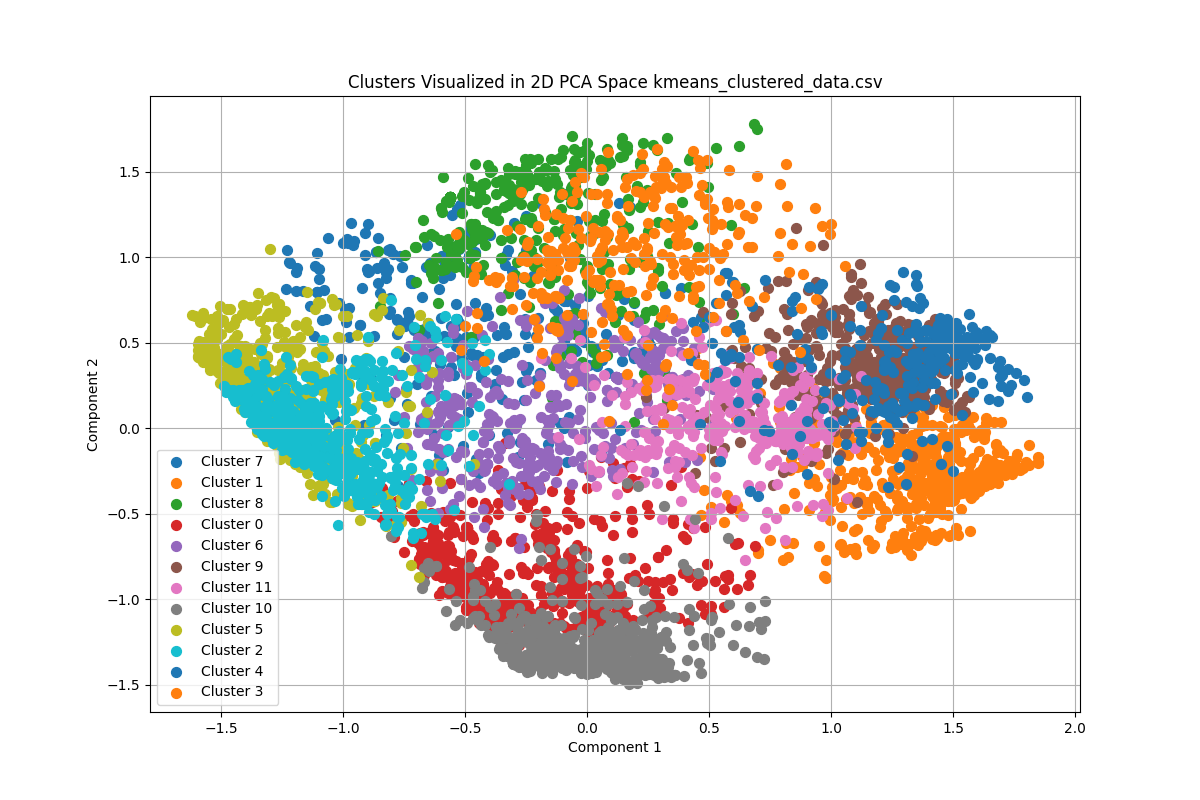 Clusters Visualized in 2D PCA Space kmeans_clustered_data.csv
Component 2
1.5
1.0
0.5
0.0
−0.5
−1.0
−1.5
Cluster 7
Cluster 1
Cluster 8
Cluster 0
Cluster 6
Cluster 9
Cluster 11
Cluster 10
Cluster 5
Cluster 2
Cluster 4
Cluster 3
−1.5 −1.0 −0.5 0.0 0.5 1.0 1.5 2.0
Component 1